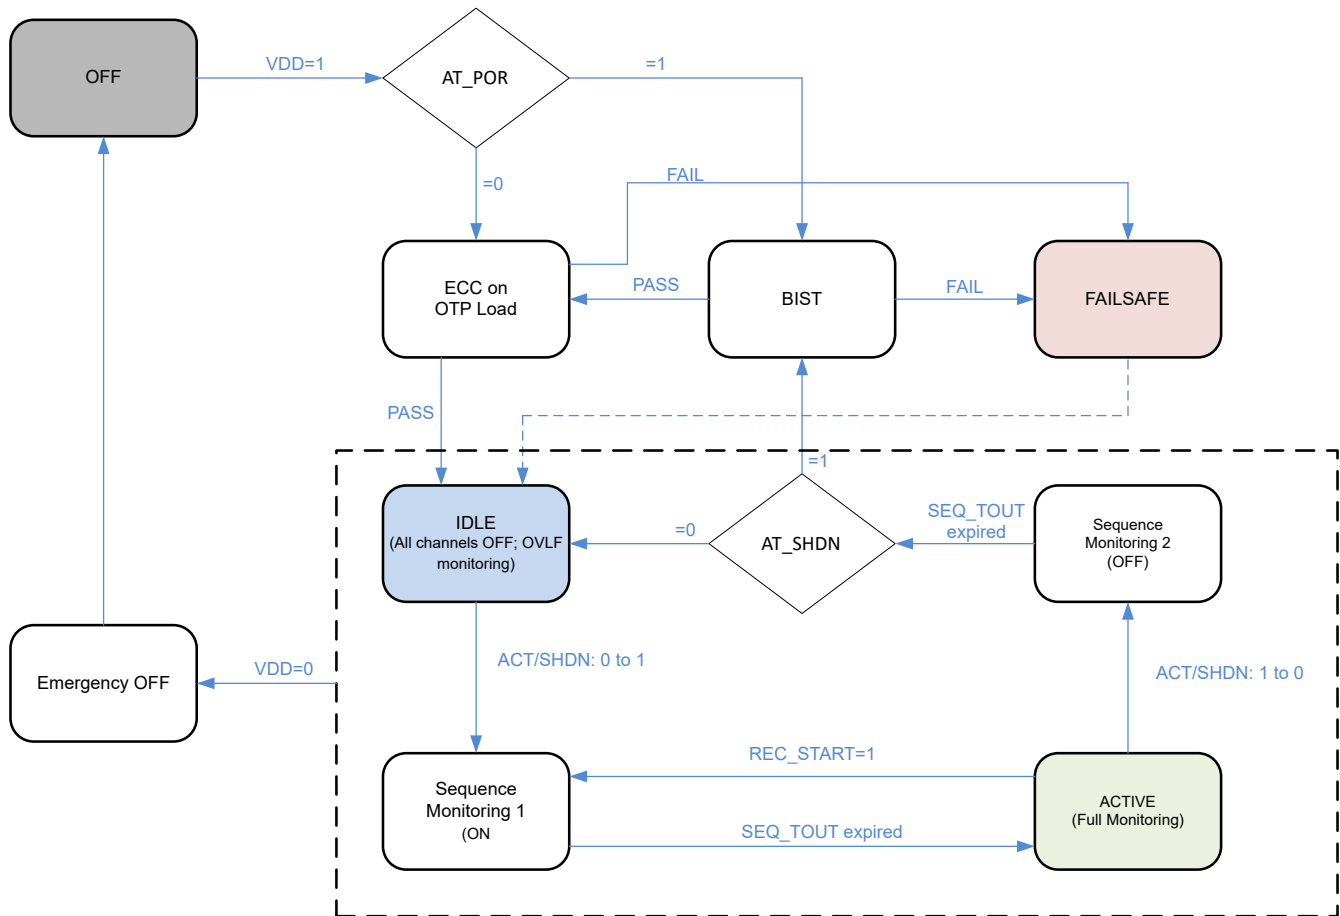 OFF
VDD=1
AT_POR
=1
=0
FAIL
ECC on
OTP Load
PASS
BIST
FAIL
FAILSAFE
PASS
=1
IDLE
(All channels OFF; OVLF
monitoring)
=0
AT_SHDN
SEQ_TOUT
expired
Sequence
Monitoring 2
(OFF)
Emergency OFF
VDD=0
ACT/SHDN: 0 to 1
ACT/SHDN: 1 to 0
Sequence
Monitoring 1
(ON
REC_START=1
SEQ_TOUT expired
ACTIVE
(Full Monitoring)